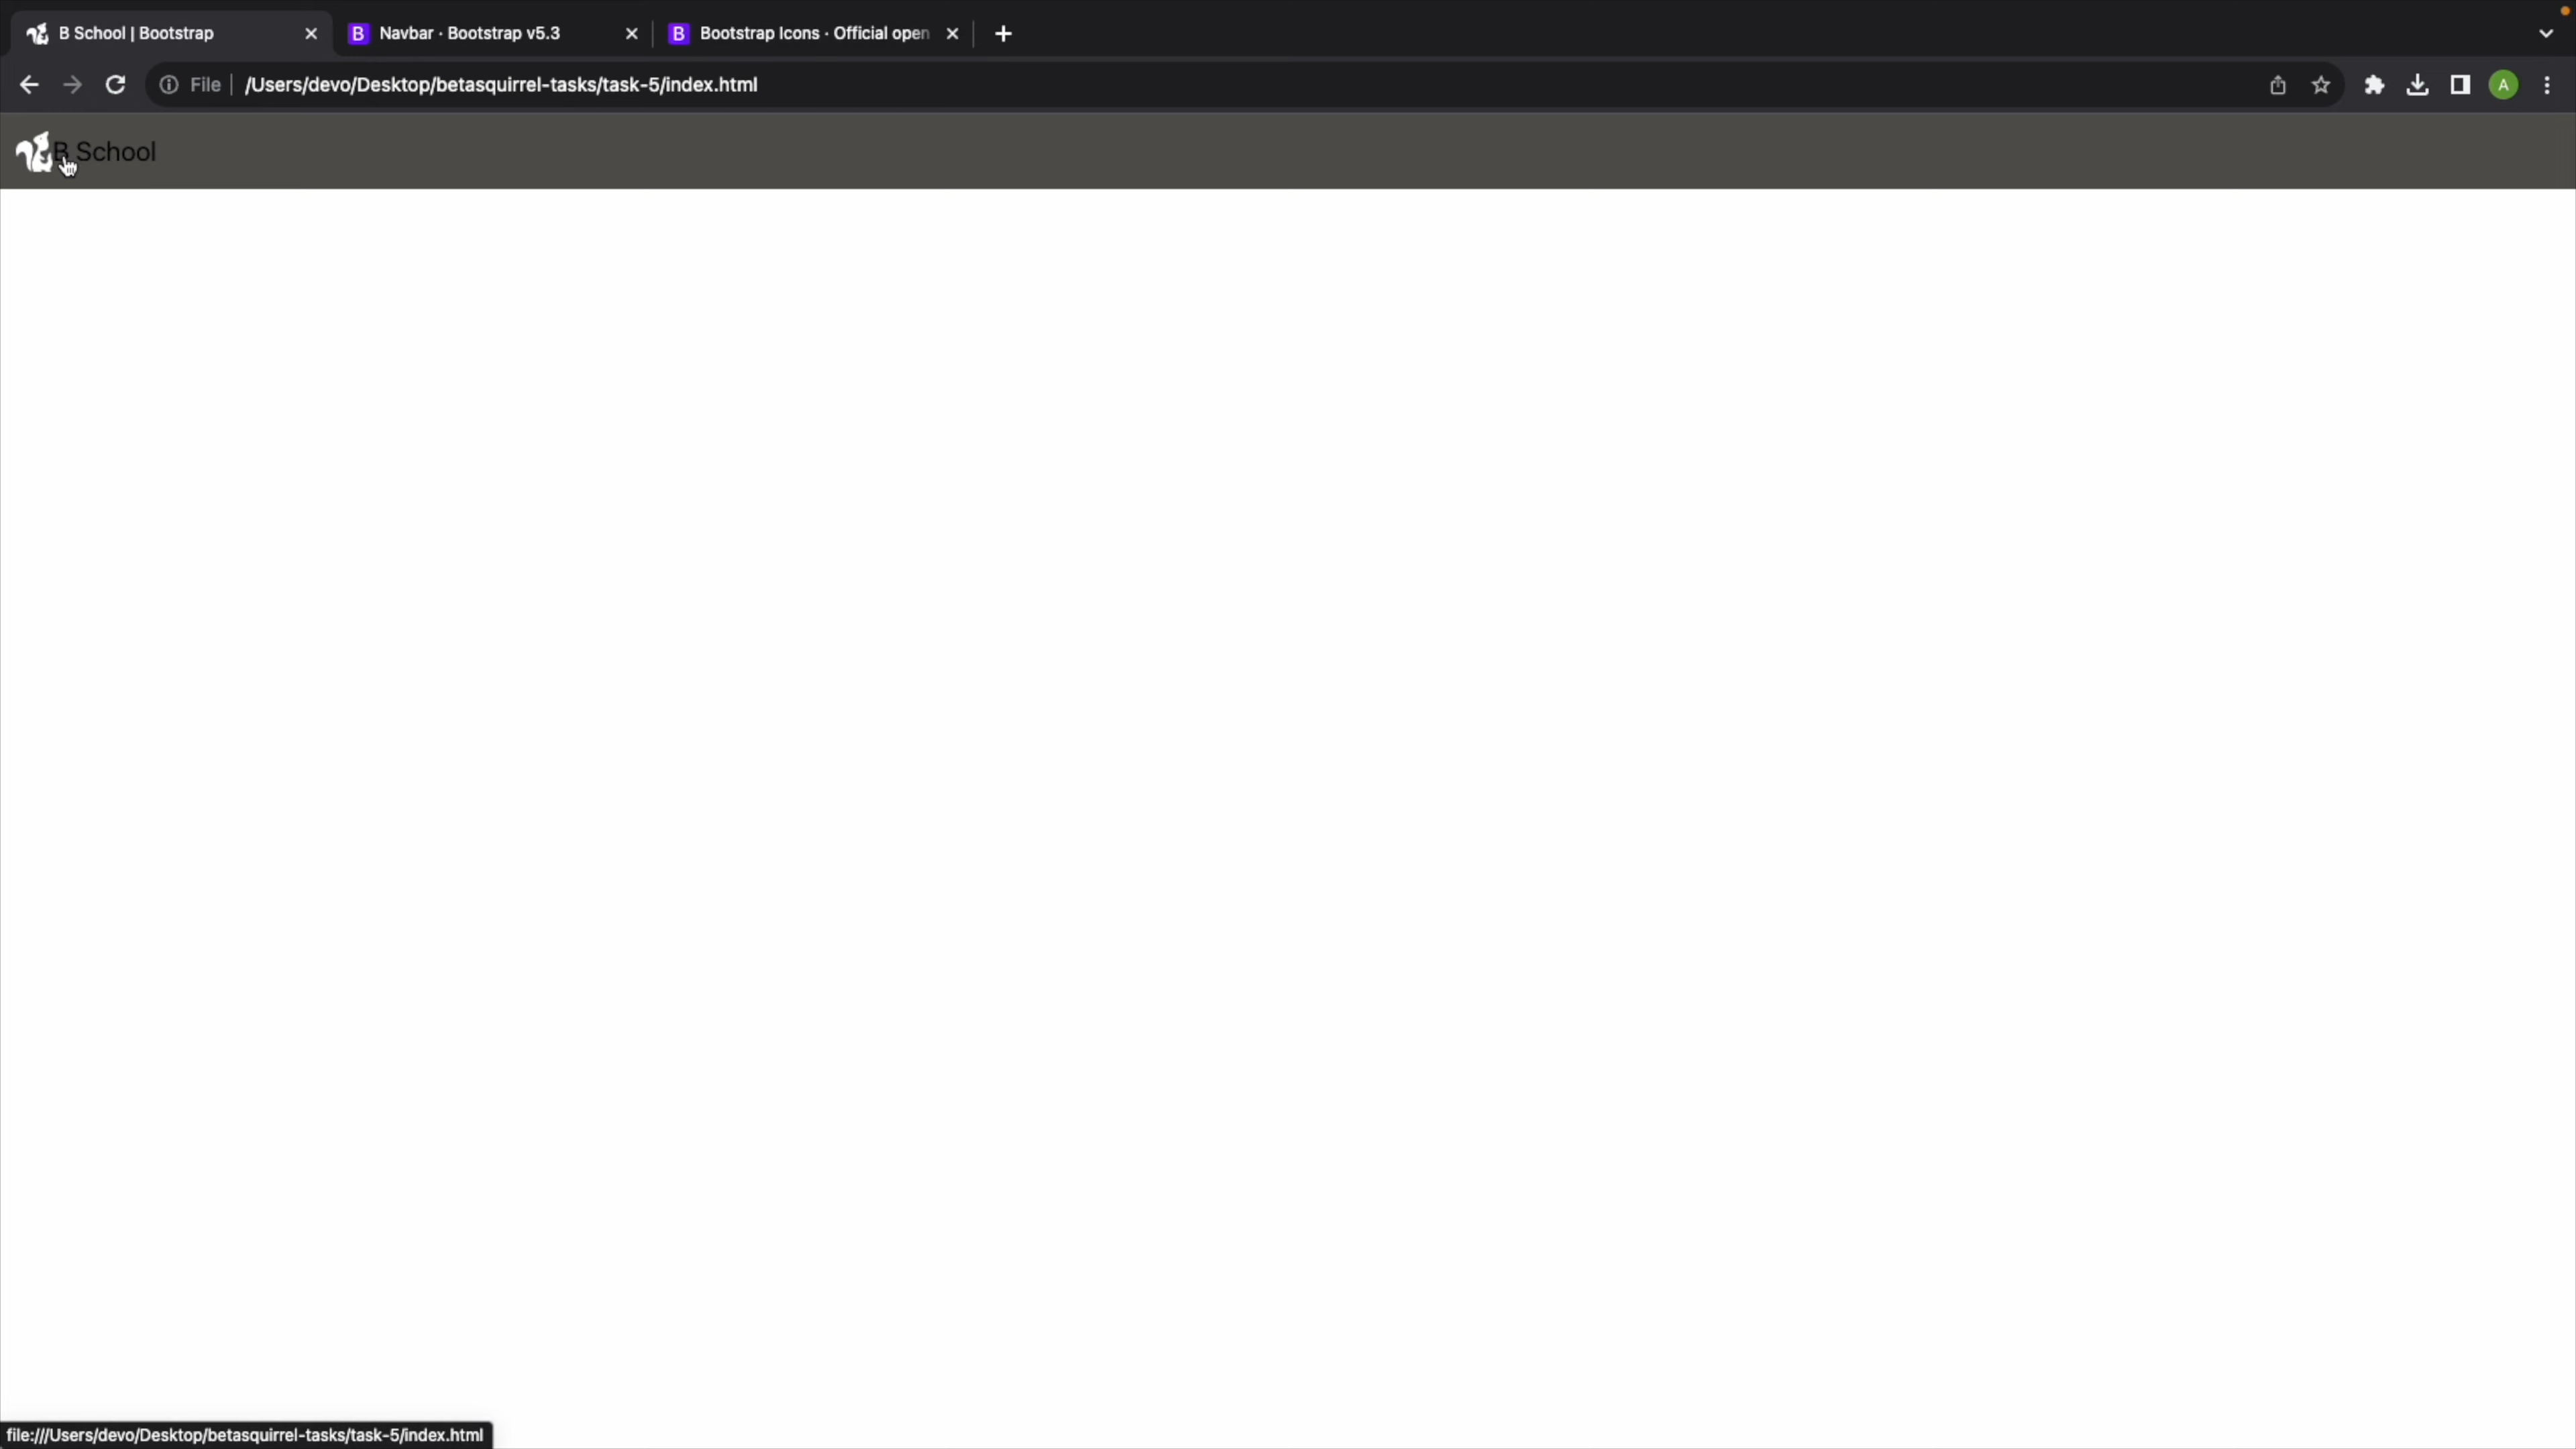 B School | Bootstrap
B Navbar · Bootstrap v5.3
B Bootstrap Icons · Official open
File /Users/devo/Desktop/betasquirrel-tasks/task-5/index.html
A
B School
file:///Users/devo/Desktop/betasquirrel-tasks/task-5/index.html